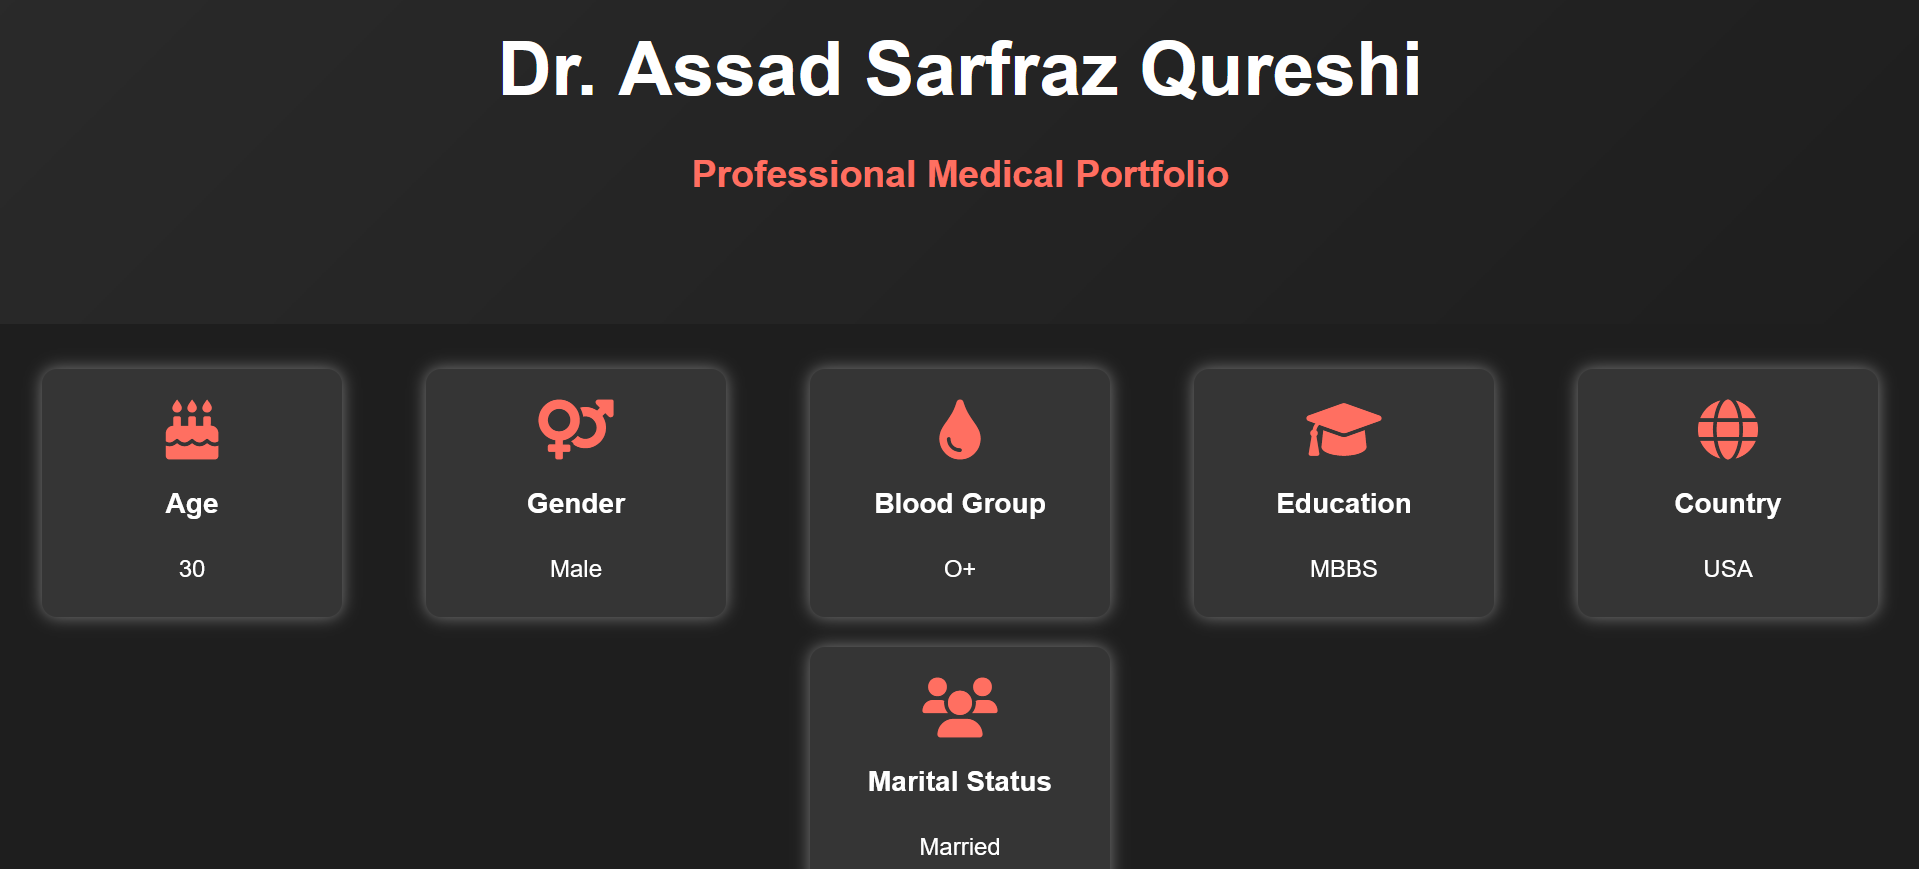 Dr. Assad Sarfraz Qureshi
Professional Medical Portfolio
Age
30
Gender
Male
Blood Group
O+
Education
MBBS
Country
USA
Marital Status
Married